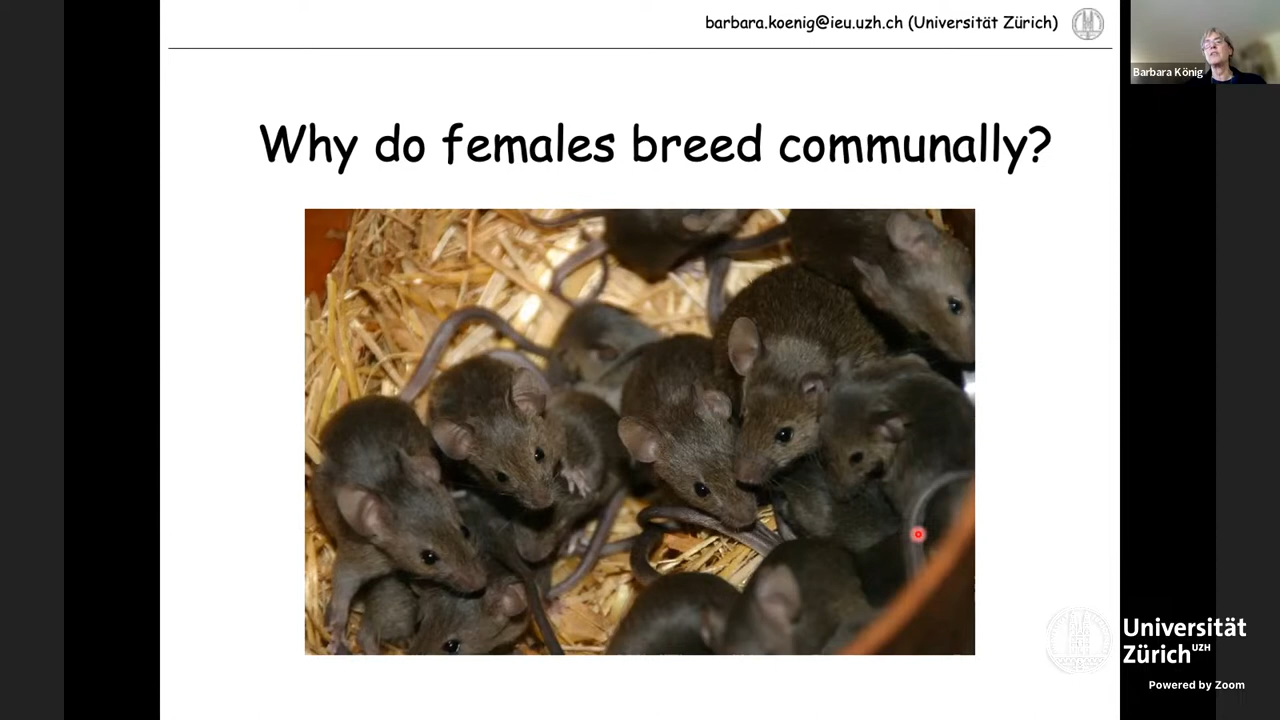 barbara.koenig@ieu.uzh.ch (Universität Zürich)
Barbara König
Why do females breed communally?
Universität
Zürich UZH
Powered by Zoom